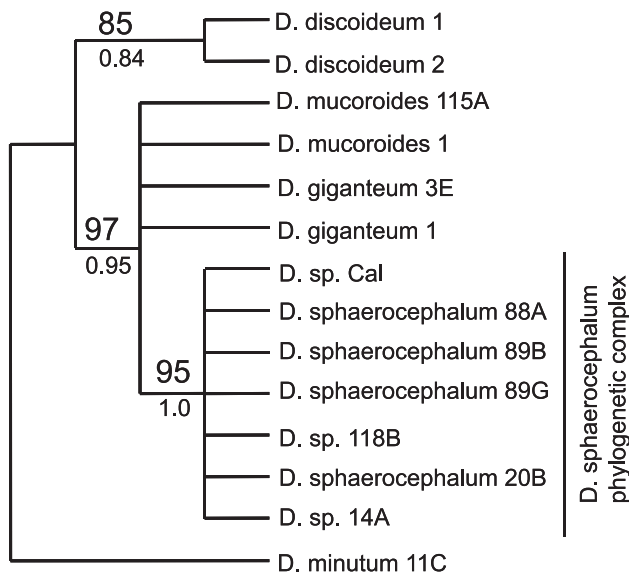 85
0.84
D. discoideum 1
D. discoideum 2
D. mucoroides 115A
D. mucoroides 1
D. giganteum 3E
D. giganteum 1
97
0.95
D. sp. Cal
D. sphaerocephalum 88A
D. sphaerocephalum 89B
D. sphaerocephalum 89G
D. sp. 118B
D. sphaerocephalum 20B
D. sp. 14A
95
1.0
D. minutum 11C
D. sphaerocephalum
phylogenetic complex